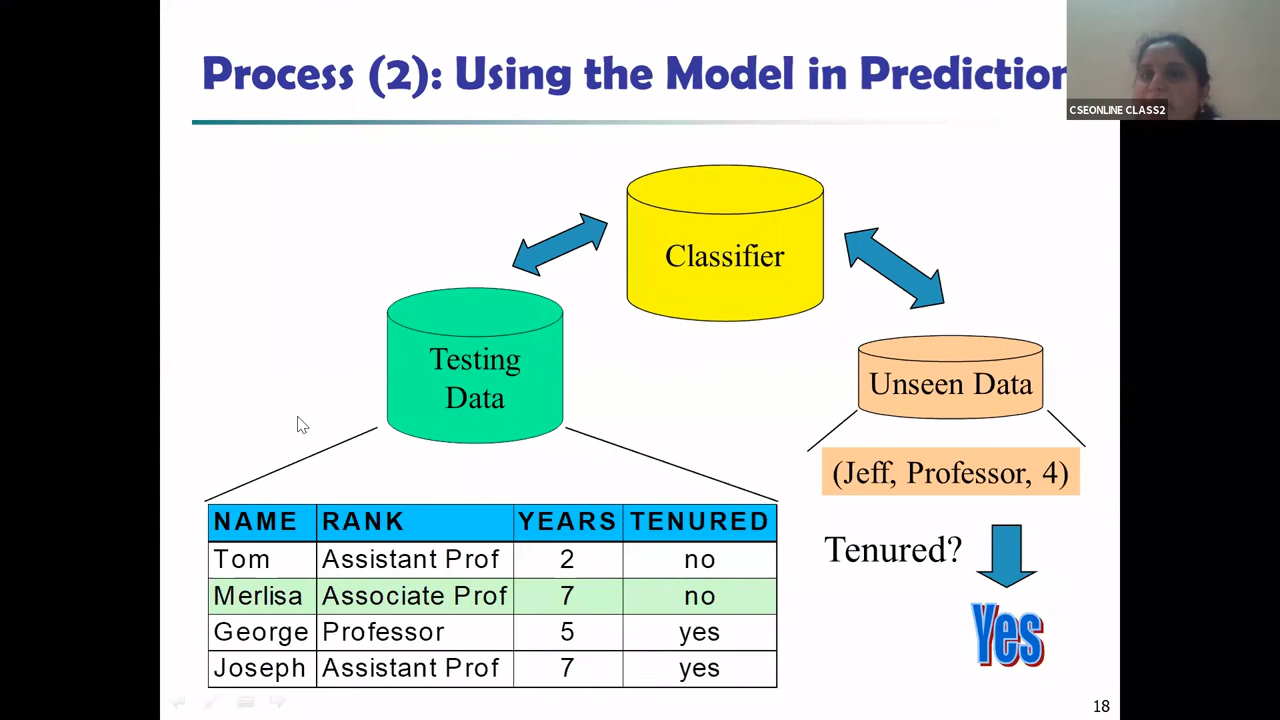 Process (2): Using the Model in Prediction
CSEONLINE CLASS2
Classifier
Testing
Data
Unseen Data
(Jeff, Professor, 4)
NAME RANK YEARS TENURED
Tom Assistant Prof 2 no
Merlisa Associate Prof 7 no
George Professor 5 yes
Joseph Assistant Prof 7 yes
Tenured?
Yes
18